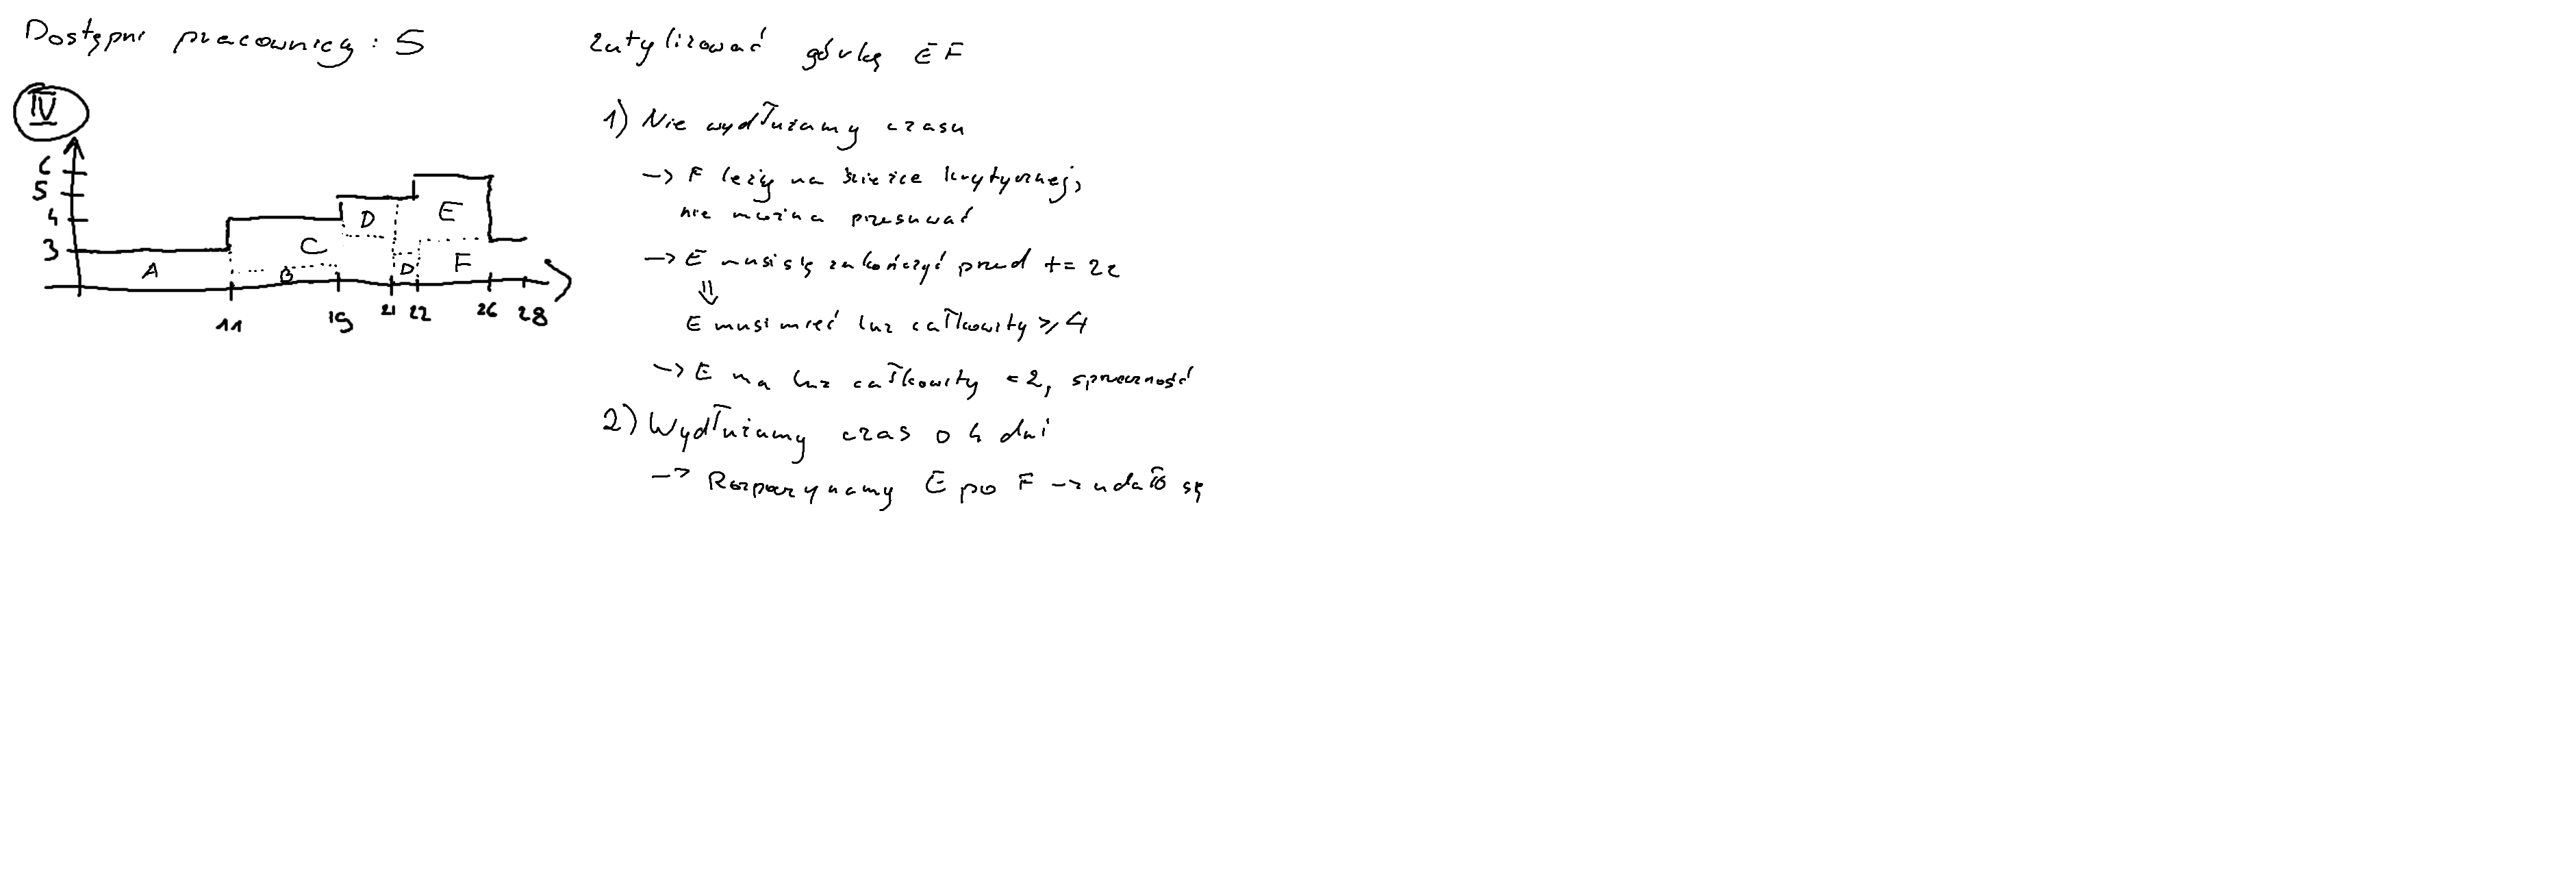 Dostępni pracownicy: 5
IV
6
5
4
3
A
B
C
D
D
E
F
11
19
21
22
26
28
zutylizować górkę EF
1) Nie wydłużamy czasu
-> F leży na ścieżce krytycznej,
nie można przesuwać
-> E musi się zakończyć przed t= 22
⇓
E musi mieć luz całkowity ≥ 4
-> E ma luz całkowity = 2, sprzeczność
2) Wydłużamy czas o 4 dni
-> Rozpoczynamy E po F -> udało się